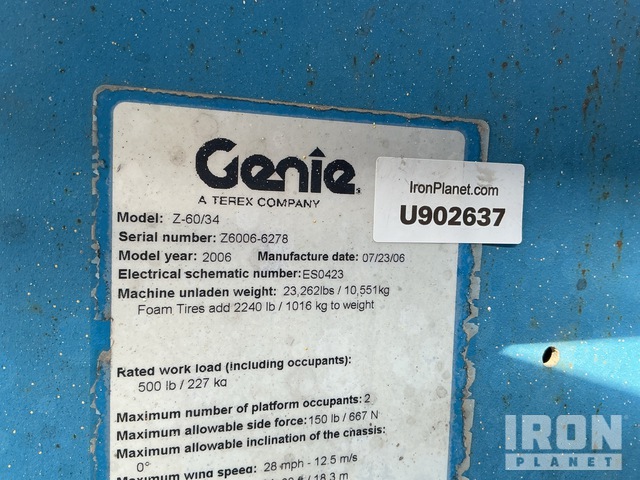 Genie
A TEREX COMPANY
IronPlanet.com
U902637
Model: Z-60/34
Serial number: Z6006-6278
Model year: 2006 Manufacture date: 07/23/06
Electrical schematic number: ES0423
Machine unladen weight: 23,262lbs / 10,551kg
Foam Tires add 2240 lb / 1016 kg to weight
Rated work load (including occupants):
500 lb / 227 kg
Maximum number of platform occupants: 2
Maximum allowable side force: 150 lb / 667 N
Maximum allowable inclination of the chassis:
0°
Maximum wind speed: 28 mph - 12.5 m/s
/ 18.3 m
IRON
PLANET